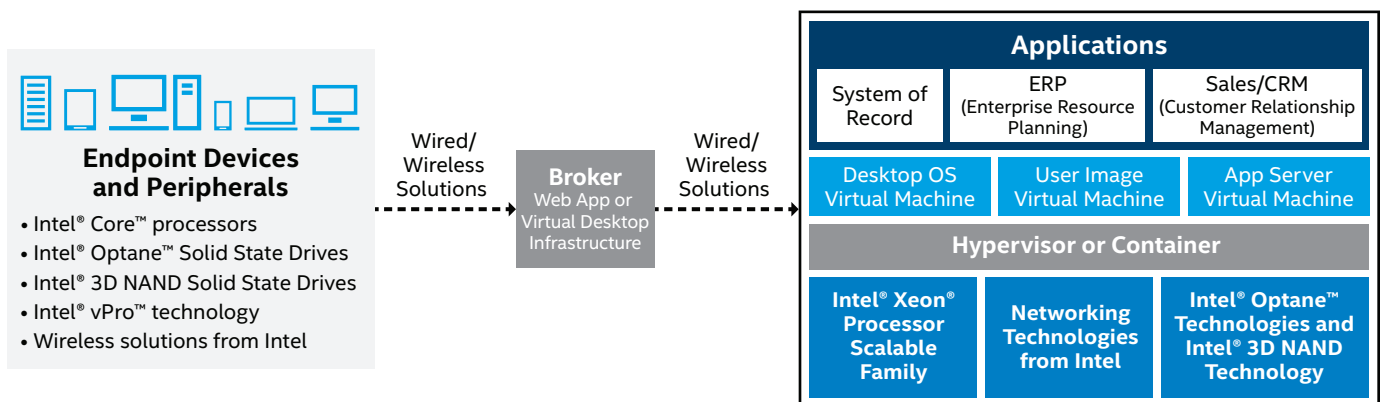 Endpoint Devices
and Peripherals
• Intel® Core™ processors
• Intel® Optane™ Solid State Drives
• Intel® 3D NAND Solid State Drives
• Intel® vPro™ technology
• Wireless solutions from Intel
Wired/
Wireless
Solutions
Broker
Web App or
Virtual Desktop
Infrastructure
Wired/
Wireless
Solutions
Applications
System of
Record
ERP
(Enterprise Resource
Planning)
Sales/CRM
(Customer Relationship
Management)
Desktop OS
Virtual Machine
User Image
Virtual Machine
App Server
Virtual Machine
Hypervisor or Container
Intel® Xeon®
Processor
Scalable
Family
Networking
Technologies
from Intel
Intel® Optane™
Technologies and
Intel® 3D NAND
Technology